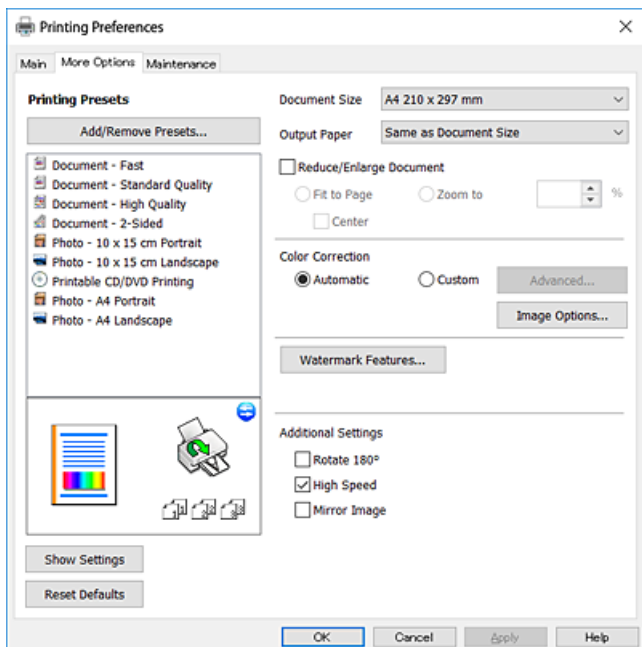 Printing Preferences
Main
More Options
Maintenance
Printing Presets
Add/Remove Presets...
Document - Fast
Document - Standard Quality
Document - High Quality
Document - 2-Sided
Photo - 10 x 15 cm Portrait
Photo - 10 x 15 cm Landscape
Printable CD/DVD Printing
Photo - A4 Portrait
Photo - A4 Landscape
Show Settings
Reset Defaults
Document Size
A4 210 x 297 mm
Output Paper
Same as Document Size
Reduce/Enlarge Document
Fit to Page
Zoom to
%
Center
Color Correction
Automatic
Custom
Advanced...
Image Options...
Watermark Features...
Additional Settings
Rotate 180°
High Speed
Mirror Image
OK
Cancel
Apply
Help